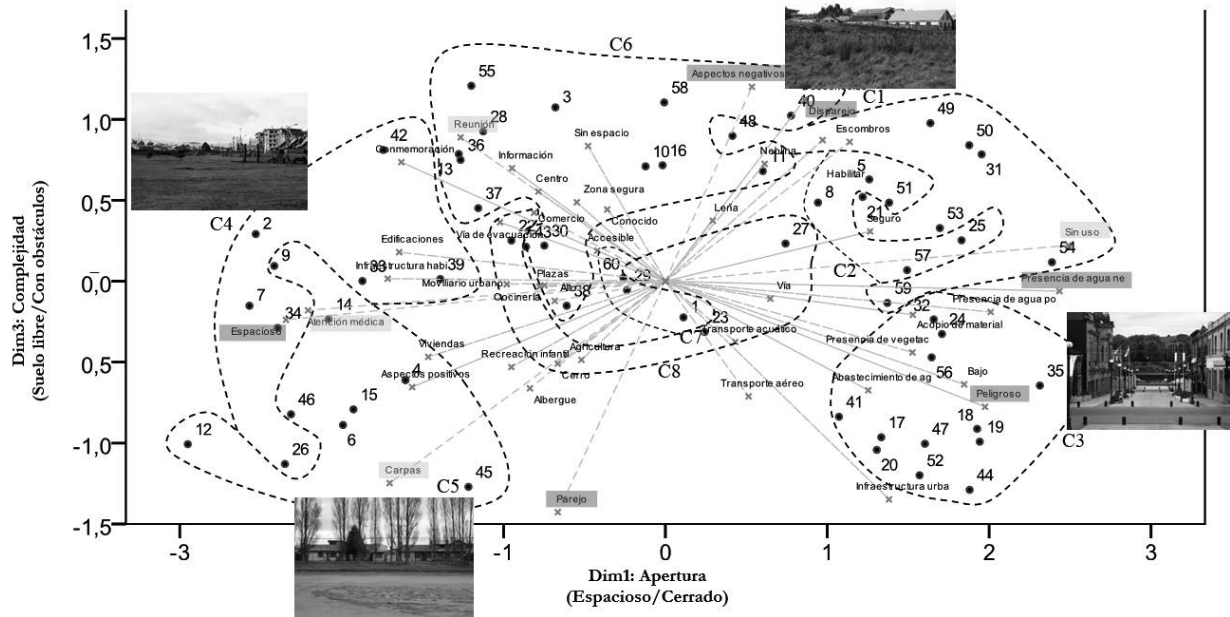 Dim3: Complejidad
(Suelo libre/Con obstáculos)
1,5
1,0
0,5
0,0
-0,5
-1,0
-1,5
-3
-2
-1
0
1
2
3
Dim1: Apertura
(Espacioso/Cerrado)
C6
55
3
58
Aspectos negativos
40
C1
49
Disparejo
28
Reunión
48
Escombros
50
42
36
Sin espacio
Conmemoración
Información
10
16
Neblina
11
31
13
Centro
5
Habilitar
51
37
Zona segura
8
C4
Conocido
Leña
21
Seguro
53
2
22
Comercio
25
Vía de evacuación
43
30
27
Sin uso
Edificaciones
Accesible
9
33
Infraestructura habi
39
60
29
57
54
C2
Moviliario urbano
Plazas
Presencia de agua ne
7
14
Cocinería
Alto
38
Vía
59
32
Presencia de agua po
34
1
24
Espacioso
Atención médica
23
Acopio de material
C7
Transporte acuático
Viviendas
Agricultura
Presencia de vegetac
Recreación infantil
C8
56
35
Aspectos positivos
4
Cerro
Bajo
Transporte aéreo
Abastecimiento de ag
Albergue
Peligroso
46
15
41
17
18
12
6
47
19
C3
26
20
52
Carpas
45
44
C5
Infraestructura urba
Parejo